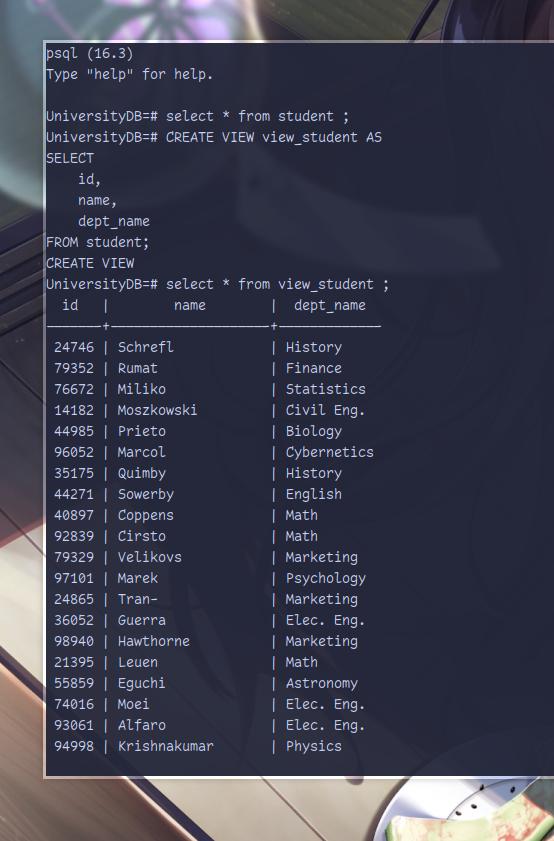 psql (16.3)
Type "help" for help.
UniversityDB=# select * from student ;
UniversityDB=# CREATE VIEW view_student AS
SELECT
    id,
    name,
    dept_name
FROM student;
CREATE VIEW
UniversityDB=# select * from view_student ;
  id   |        name        |  dept_name
-------+--------------------+-------------
 24746 | Schrefl            | History
 79352 | Rumat              | Finance
 76672 | Miliko             | Statistics
 14182 | Moszkowski         | Civil Eng.
 44985 | Prieto             | Biology
 96052 | Marcol             | Cybernetics
 35175 | Quimby             | History
 44271 | Sowerby            | English
 40897 | Coppens            | Math
 92839 | Cirsto             | Math
 79329 | Velikovs           | Marketing
 97101 | Marek              | Psychology
 24865 | Tran-              | Marketing
 36052 | Guerra             | Elec. Eng.
 98940 | Hawthorne          | Marketing
 21395 | Leuen              | Math
 55859 | Eguchi             | Astronomy
 74016 | Moei               | Elec. Eng.
 93061 | Alfaro             | Elec. Eng.
 94998 | Krishnakumar       | Physics